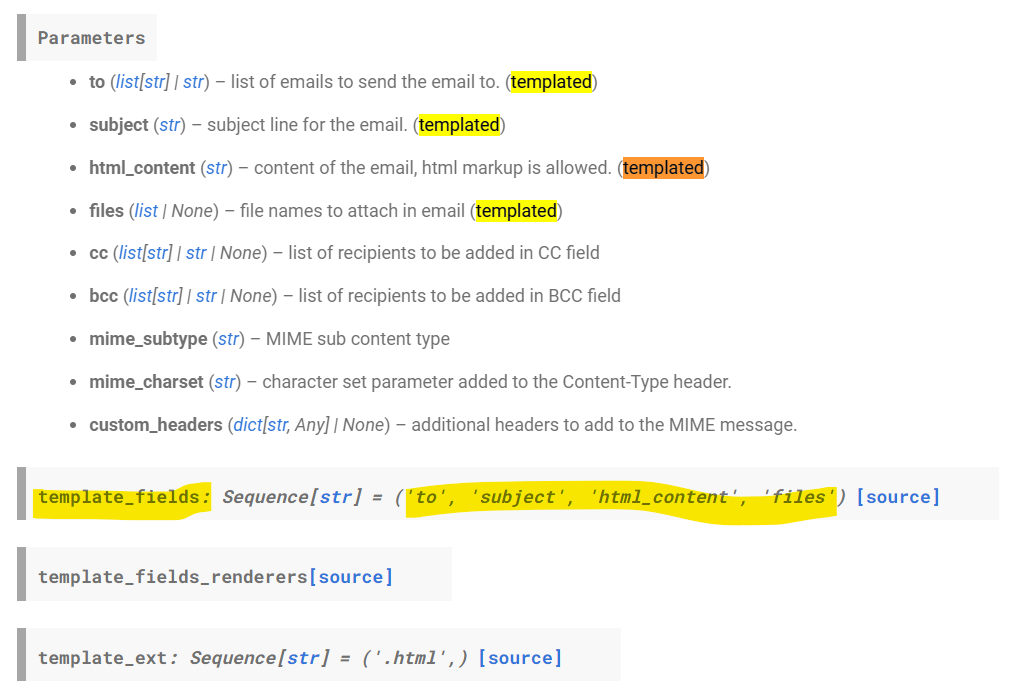 Parameters
• to (list[str] | str) – list of emails to send the email to. (templated)
• subject (str) – subject line for the email. (templated)
• html_content (str) – content of the email, html markup is allowed. (templated)
• files (list | None) – file names to attach in email (templated)
• cc (list[str] | str | None) – list of recipients to be added in CC field
• bcc (list[str] | str | None) – list of recipients to be added in BCC field
• mime_subtype (str) – MIME sub content type
• mime_charset (str) – character set parameter added to the Content-Type header.
• custom_headers (dict[str, Any] | None) – additional headers to add to the MIME message.
template_fields: Sequence[str] = ('to', 'subject', 'html_content', 'files') [source]
template_fields_renderers[source]
template_ext: Sequence[str] = ('.html',) [source]